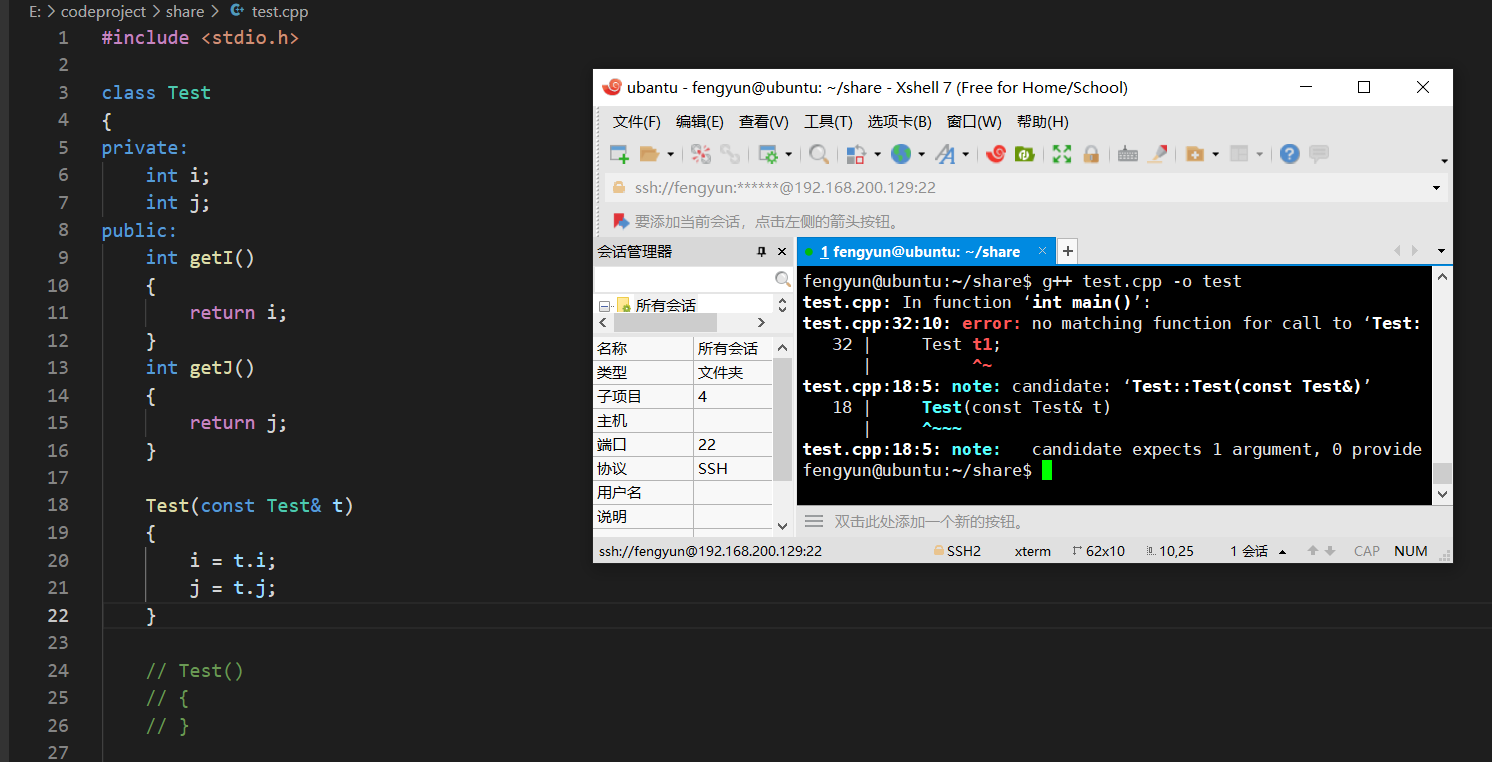 E: > codeproject > share > test.cpp
1 #include <stdio.h>
2
3 class Test
4 {
5 private:
6 int i;
7 int j;
8 public:
9 int getI()
10 {
11 return i;
12 }
13 int getJ()
14 {
15 return j;
16 }
17
18 Test(const Test& t)
19 {
20 i = t.i;
21 j = t.j;
22 }
23
24 // Test()
25 // {
26 // }
27
ubantu - fengyun@ubuntu: ~/share - Xshell 7 (Free for Home/School)
文件(F) 编辑(E) 查看(V) 工具(T) 选项卡(B) 窗口(W) 帮助(H)
ssh://fengyun:******@192.168.200.129:22
要添加当前会话，点击左侧的箭头按钮。
会话管理器
所有会话
名称 所有会话
类型 文件夹
子项目 4
主机
端口 22
协议 SSH
用户名
说明
1 fengyun@ubuntu: ~/share × +
fengyun@ubuntu:~/share$ g++ test.cpp -o test
test.cpp: In function ‘int main()’:
test.cpp:32:10: error: no matching function for call to ‘Test:
32 | Test t1;
| ^~
test.cpp:18:5: note: candidate: ‘Test::Test(const Test&)’
18 | Test(const Test& t)
| ^~~~
test.cpp:18:5: note: candidate expects 1 argument, 0 provide
fengyun@ubuntu:~/share$
双击此处添加一个新的按钮。
ssh://fengyun@192.168.200.129:22 SSH2 xterm 62x10 10,25 1 会话 CAP NUM